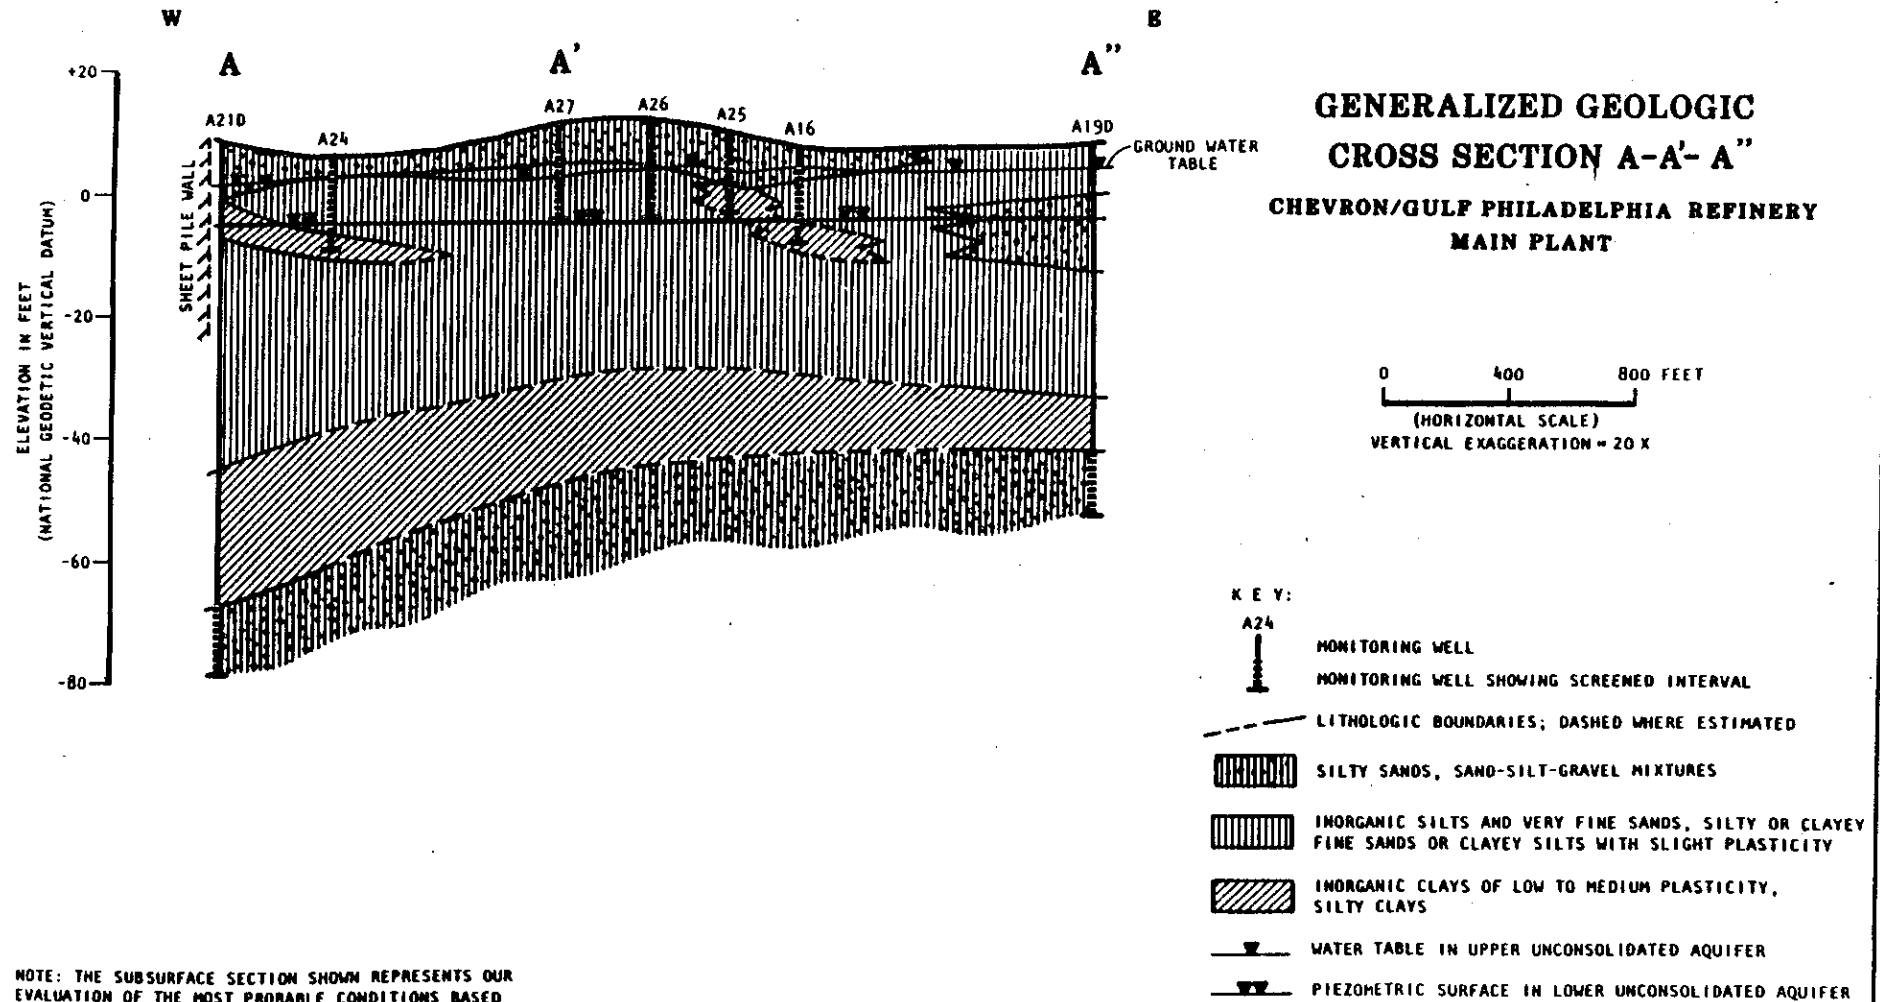 W
E
A
A'
A''
+20
0
-20
-40
-60
-80
ELEVATION IN FEET
(NATIONAL GEODETIC VERTICAL DATUM)
SHEET PILE WALL
A21D
A24
A27
A26
A25
A16
A19D
GROUND WATER
TABLE
GENERALIZED GEOLOGIC
CROSS SECTION A-A'-A''
CHEVRON/GULF PHILADELPHIA REFINERY
MAIN PLANT
0 400 800 FEET
(HORIZONTAL SCALE)
VERTICAL EXAGGERATION = 20 X
KEY:
A24
MONITORING WELL
MONITORING WELL SHOWING SCREENED INTERVAL
LITHOLOGIC BOUNDARIES; DASHED WHERE ESTIMATED
SILTY SANDS, SAND-SILT-GRAVEL MIXTURES
INORGANIC SILTS AND VERY FINE SANDS, SILTY OR CLAYEY
FINE SANDS OR CLAYEY SILTS WITH SLIGHT PLASTICITY
INORGANIC CLAYS OF LOW TO MEDIUM PLASTICITY,
SILTY CLAYS
WATER TABLE IN UPPER UNCONSOLIDATED AQUIFER
PIEZOMETRIC SURFACE IN LOWER UNCONSOLIDATED AQUIFER
NOTE: THE SUBSURFACE SECTION SHOWN REPRESENTS OUR
EVALUATION OF THE MOST PROBABLE CONDITIONS BASED